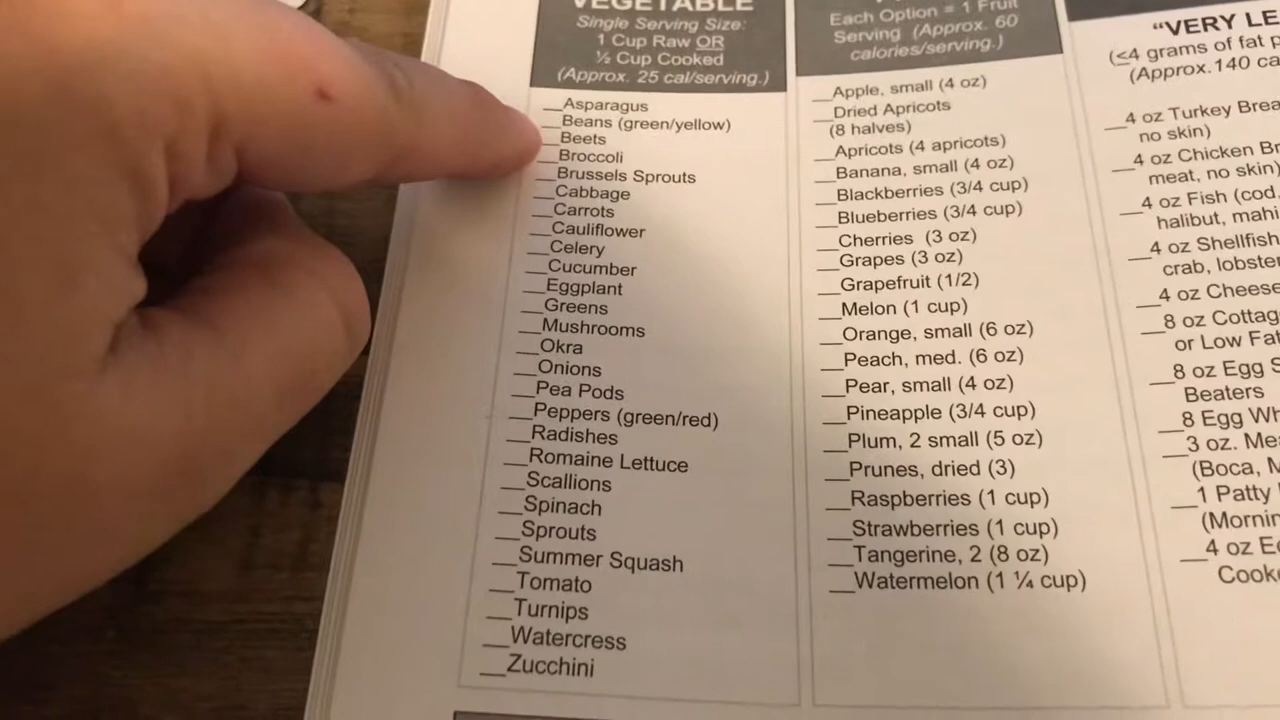 VEGETABLE
Single Serving Size:
1 Cup Raw OR
½ Cup Cooked
(Approx. 25 cal/serving.)
__Asparagus
__Beans (green/yellow)
__Beets
__Broccoli
__Brussels Sprouts
__Cabbage
__Carrots
__Cauliflower
__Celery
__Cucumber
__Eggplant
__Greens
__Mushrooms
__Okra
__Onions
__Pea Pods
__Peppers (green/red)
__Radishes
__Romaine Lettuce
__Scallions
__Spinach
__Sprouts
__Summer Squash
__Tomato
__Turnips
__Watercress
__Zucchini
Each Option = 1 Fruit
Serving (Approx. 60
calories/serving.)
__Apple, small (4 oz)
__Dried Apricots
(8 halves)
__Apricots (4 apricots)
__Banana, small (4 oz)
__Blackberries (3/4 cup)
__Blueberries (3/4 cup)
__Cherries (3 oz)
__Grapes (3 oz)
__Grapefruit (1/2)
__Melon (1 cup)
__Orange, small (6 oz)
__Peach, med. (6 oz)
__Pear, small (4 oz)
__Pineapple (3/4 cup)
__Plum, 2 small (5 oz)
__Prunes, dried (3)
__Raspberries (1 cup)
__Strawberries (1 cup)
__Tangerine, 2 (8 oz)
__Watermelon (1 ¼ cup)
"VERY LE
(≤4 grams of fat p
(Approx.140 ca
__4 oz Turkey Brea
no skin)
__4 oz Chicken Br
meat, no skin)
__4 oz Fish (cod,
halibut, mahi
__4 oz Shellfish
crab, lobster
__4 oz Cheese
__8 oz Cottag
or Low Fat
__8 oz Egg S
Beaters
__8 Egg Wh
__3 oz. Me
(Boca, M
__1 Patty
(Mornin
__4 oz E
Cooke